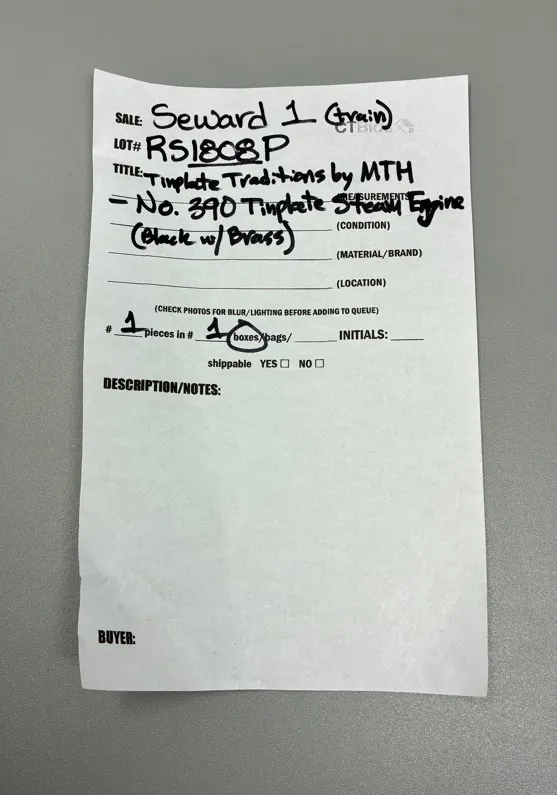 SALE: Seward 1 (train)
CTBids
LOT# RS1808P
TITLE: Tinplate Traditions by MTH
(MEASUREMENTS)
- No. 390 Tinplate Steam Engine
(Black w/ Brass) (CONDITION)
(MATERIAL/BRAND)
(LOCATION)
(CHECK PHOTOS FOR BLUR/LIGHTING BEFORE ADDING TO QUEUE)
# 1 pieces in # 1 boxes/bags/ INITIALS:
shippable YES ☐ NO ☐
DESCRIPTION/NOTES:
BUYER: